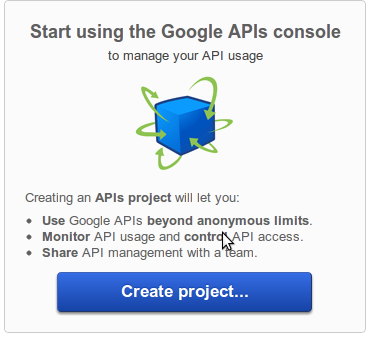 Start using the Google APIs console
to manage your API usage
Creating an APIs project will let you:
• Use Google APIs beyond anonymous limits.
• Monitor API usage and control API access.
• Share API management with a team.
Create project...